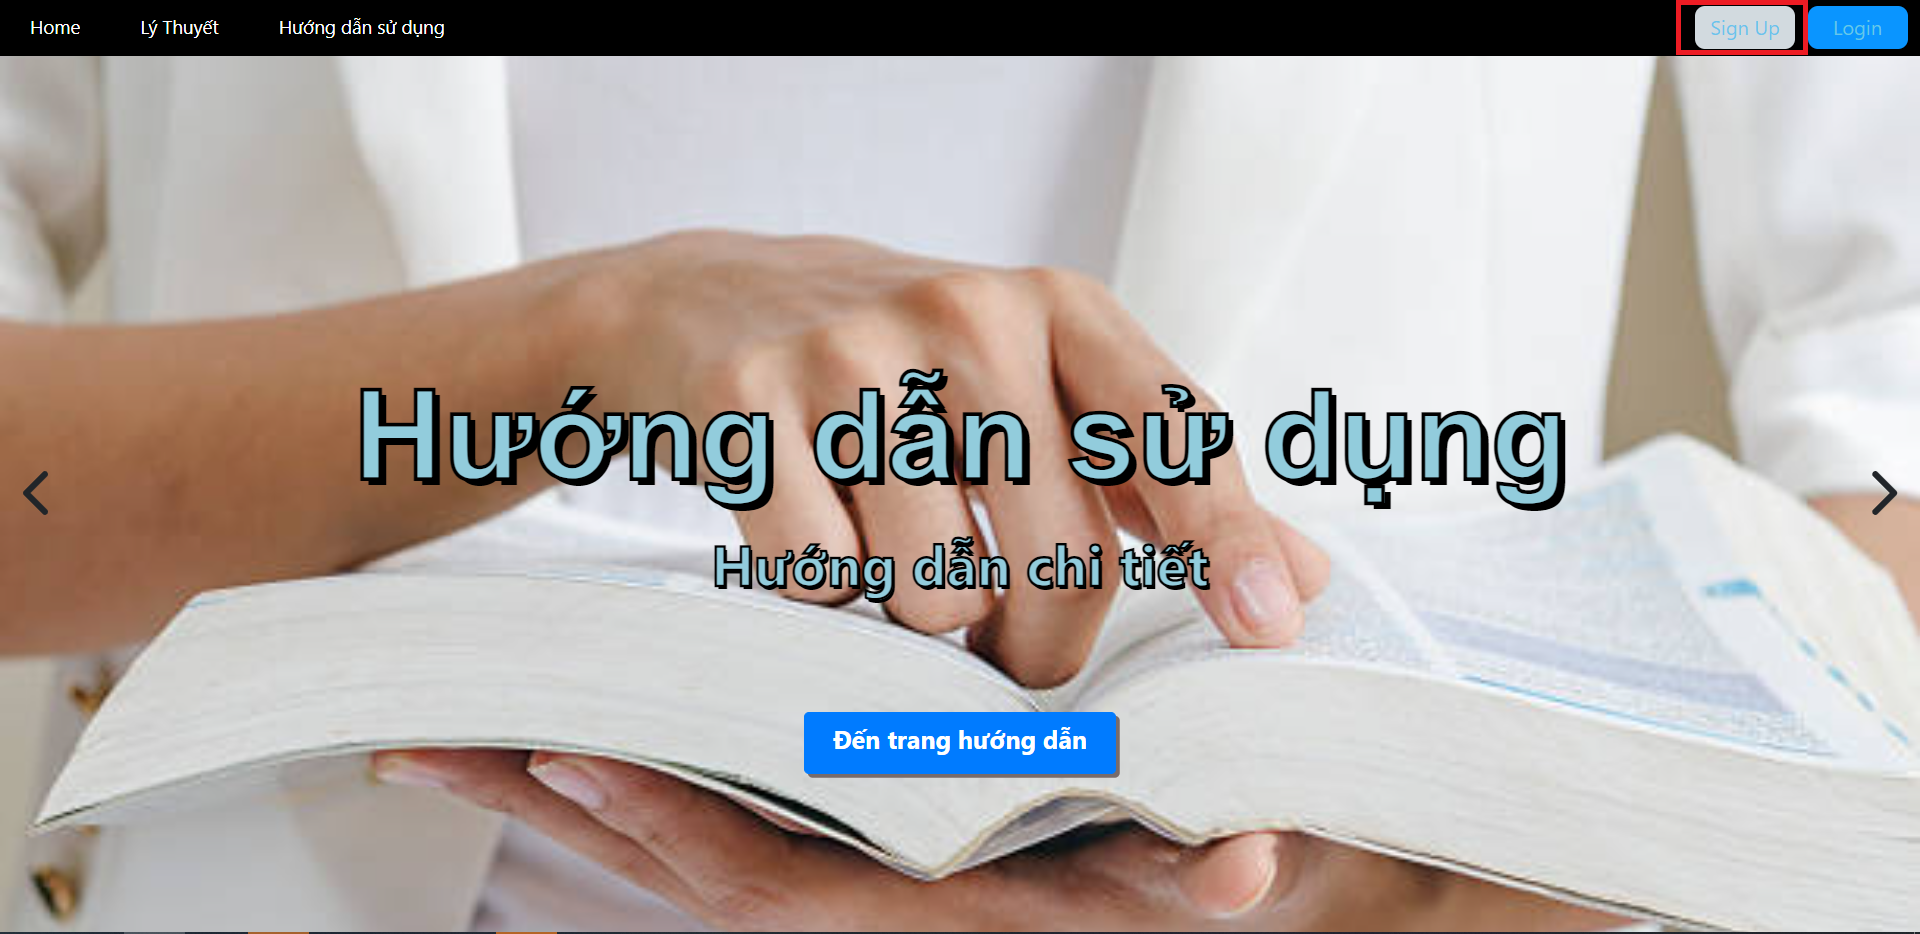 Home Lý Thuyết Hướng dẫn sử dụng Sign Up Login
Hướng dẫn sử dụng
Hướng dẫn chi tiết
Đến trang hướng dẫn